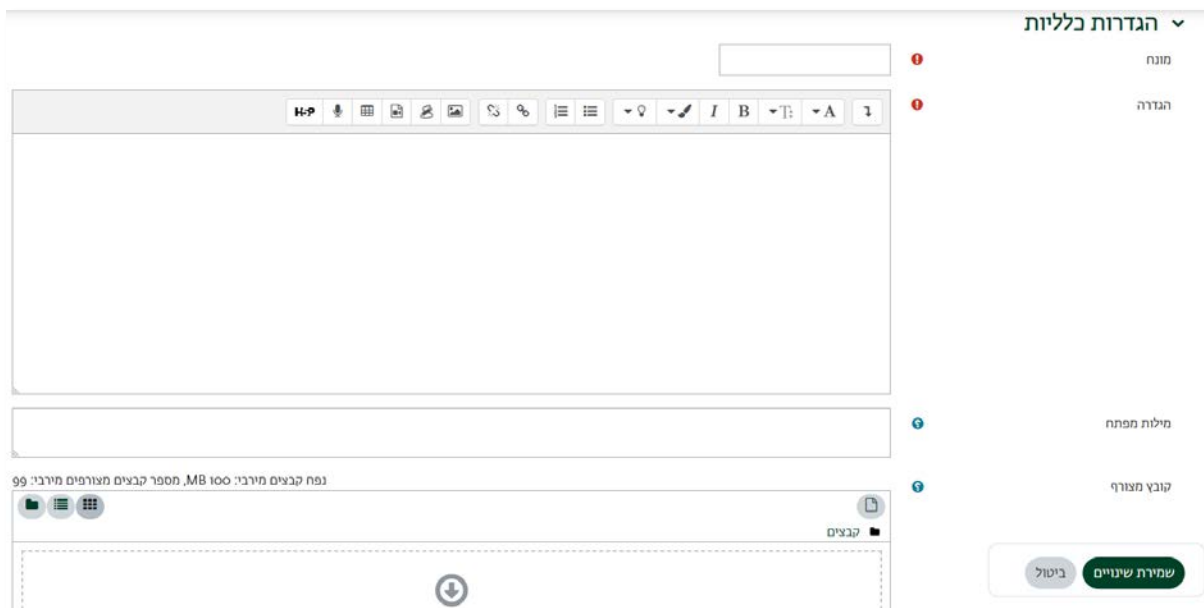 הגדרות כלליות
מונח
הגדרה
A T B I H-P
מילות מפתח
קובץ מצורף
נפח קבצים מירבי: 100 MB, מספר קבצים מצורפים מירבי: 99
קבצים
שמירת שינויים
ביטול